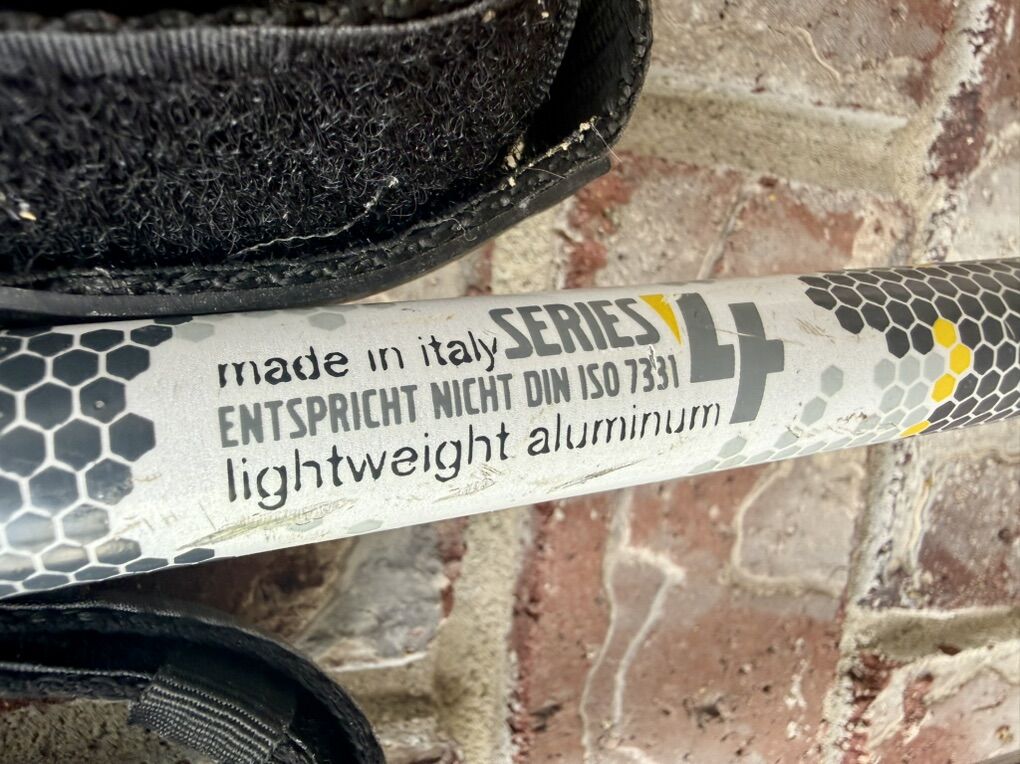 made in italy SERIES 4
ENTSPRICHT NICHT DIN ISO 7331
lightweight aluminum